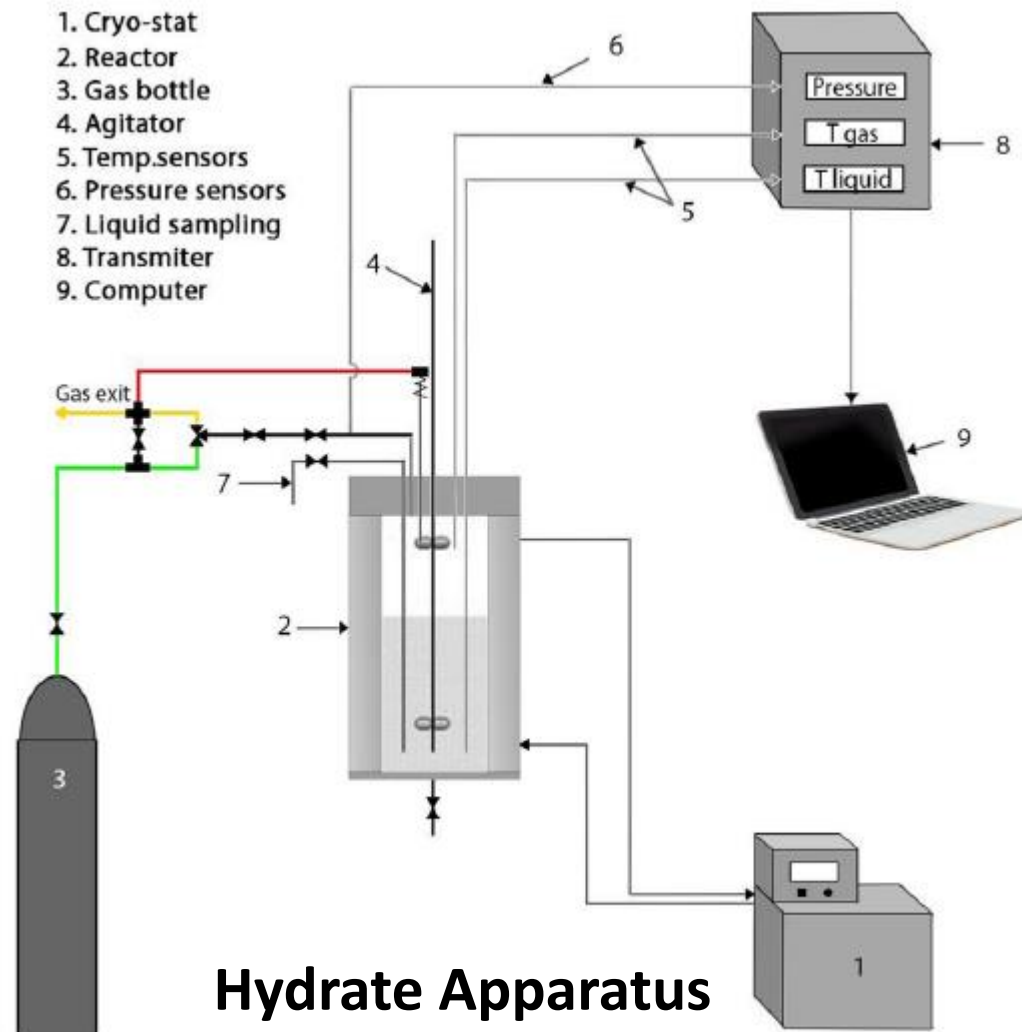 1. Cryo-stat
2. Reactor
3. Gas bottle
4. Agitator
5. Temp.sensors
6. Pressure sensors
7. Liquid sampling
8. Transmiter
9. Computer
6
Pressure
T gas
T liquid
8
5
4
Gas exit
9
7
2
3
1
Hydrate Apparatus